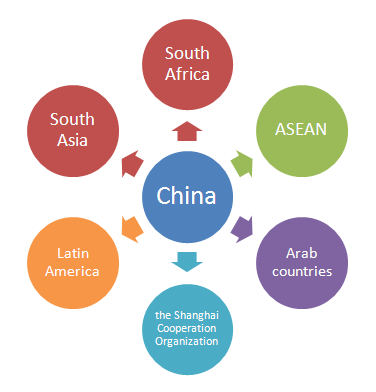 South
Africa
South
Asia
ASEAN
China
Latin
America
Arab
countries
the Shanghai
Cooperation
Organization